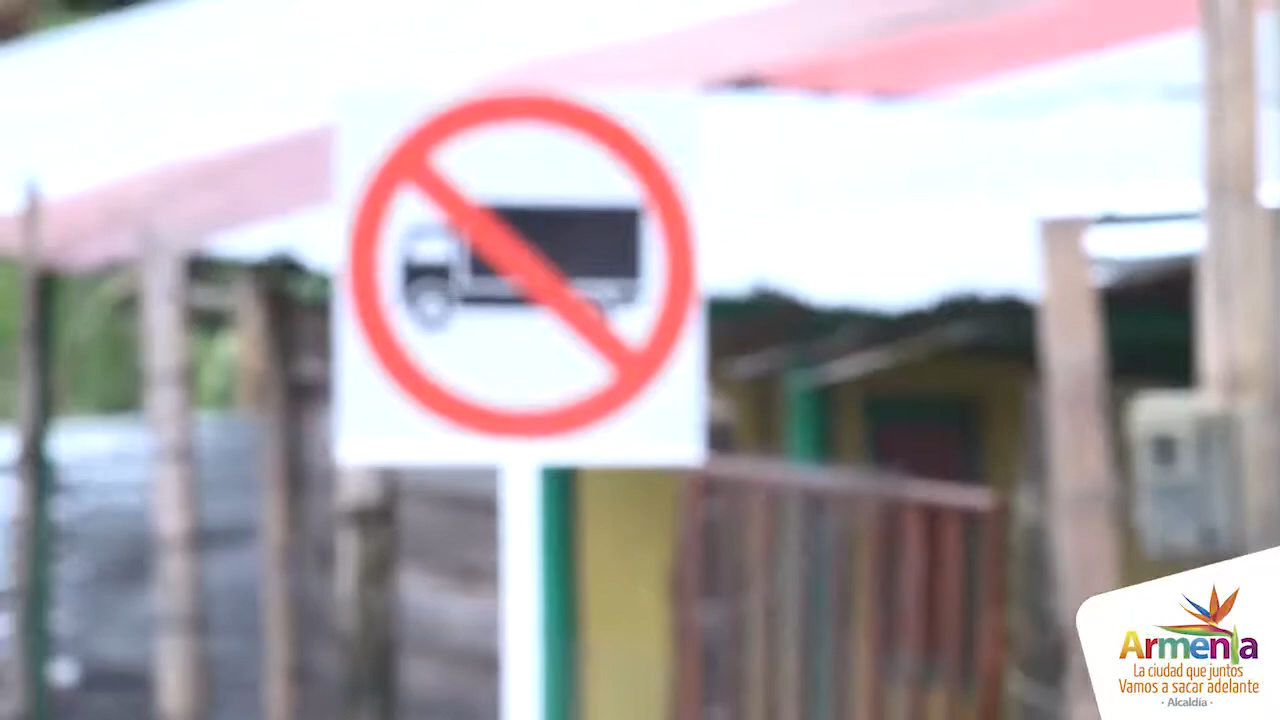 Armenia
La ciudad que juntos
Vamos a sacar adelante
· Alcaldía ·